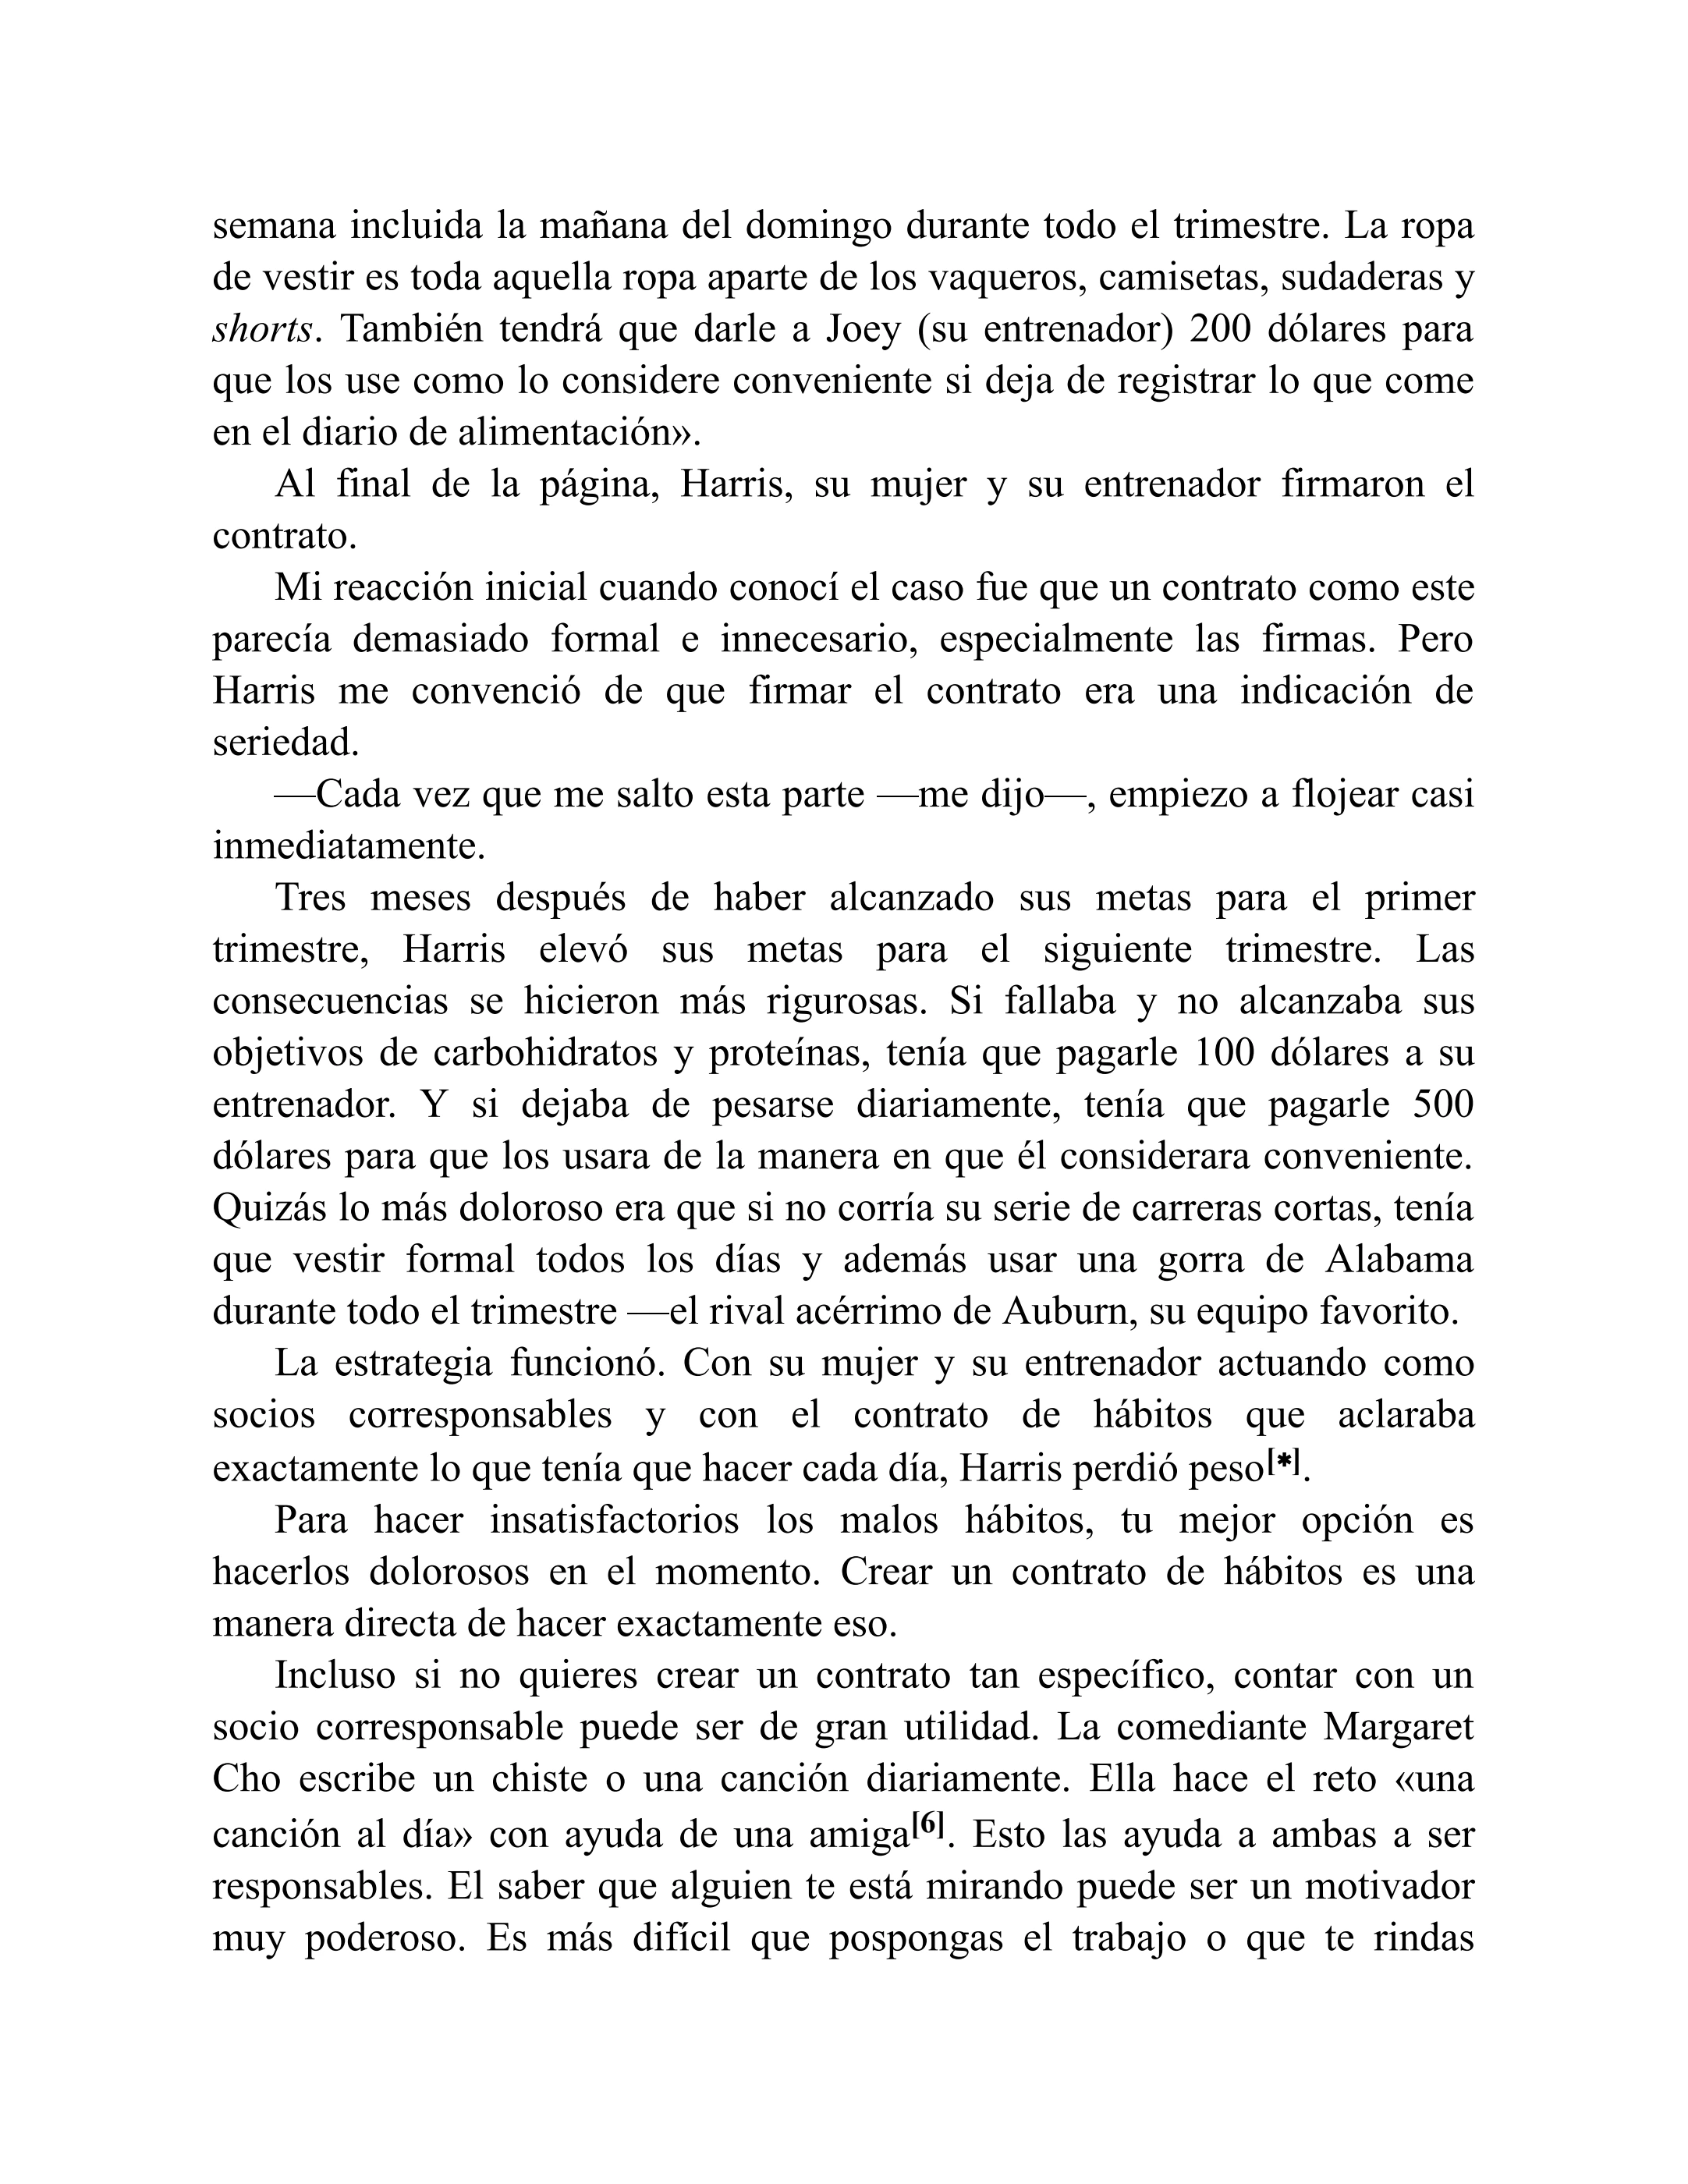 semana incluida la mañana del domingo durante todo el trimestre. La ropa
de vestir es toda aquella ropa aparte de los vaqueros, camisetas, sudaderas y
shorts. También tendrá que darle a Joey (su entrenador) 200 dólares para
que los use como lo considere conveniente si deja de registrar lo que come
en el diario de alimentación».
Al final de la página, Harris, su mujer y su entrenador firmaron el
contrato.
Mi reacción inicial cuando conocí el caso fue que un contrato como este
parecía demasiado formal e innecesario, especialmente las firmas. Pero
Harris me convenció de que firmar el contrato era una indicación de
seriedad.
—Cada vez que me salto esta parte —me dijo—, empiezo a flojear casi
inmediatamente.
Tres meses después de haber alcanzado sus metas para el primer
trimestre, Harris elevó sus metas para el siguiente trimestre. Las
consecuencias se hicieron más rigurosas. Si fallaba y no alcanzaba sus
objetivos de carbohidratos y proteínas, tenía que pagarle 100 dólares a su
entrenador. Y si dejaba de pesarse diariamente, tenía que pagarle 500
dólares para que los usara de la manera en que él considerara conveniente.
Quizás lo más doloroso era que si no corría su serie de carreras cortas, tenía
que vestir formal todos los días y además usar una gorra de Alabama
durante todo el trimestre —el rival acérrimo de Auburn, su equipo favorito.
La estrategia funcionó. Con su mujer y su entrenador actuando como
socios corresponsables y con el contrato de hábitos que aclaraba
exactamente lo que tenía que hacer cada día, Harris perdió peso[*].
Para hacer insatisfactorios los malos hábitos, tu mejor opción es
hacerlos dolorosos en el momento. Crear un contrato de hábitos es una
manera directa de hacer exactamente eso.
Incluso si no quieres crear un contrato tan específico, contar con un
socio corresponsable puede ser de gran utilidad. La comediante Margaret
Cho escribe un chiste o una canción diariamente. Ella hace el reto «una
canción al día» con ayuda de una amiga[6]. Esto las ayuda a ambas a ser
responsables. El saber que alguien te está mirando puede ser un motivador
muy poderoso. Es más difícil que pospongas el trabajo o que te rindas